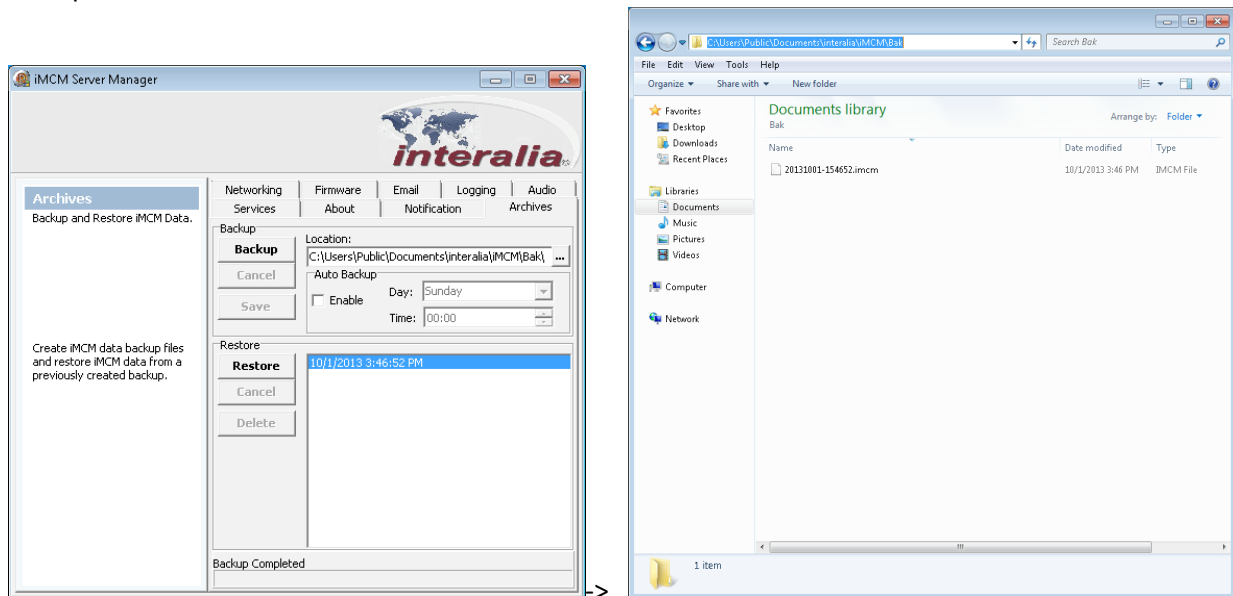 iMCM Server Manager
interalia
Archives
Backup and Restore iMCM Data.
Create iMCM data backup files
and restore iMCM data from a
previously created backup.
Networking Firmware Email Logging Audio
Services About Notification Archives
Backup
Backup
Cancel
Save
Location:
C:\Users\Public\Documents\interalia\iMCM\Bak\ ...
Auto Backup
Enable
Day: Sunday
Time: 00:00
Restore
Restore
Cancel
Delete
10/1/2013 3:46:52 PM
Backup Completed
->
C:\Users\Public\Documents\interalia\iMCM\Bak
Search Bak
File Edit View Tools Help
Organize Share with New folder
Favorites
Desktop
Downloads
Recent Places
Libraries
Documents
Music
Pictures
Videos
Computer
Network
Documents library
Bak
Arrange by: Folder
Name Date modified Type
20131001-154652.imcm 10/1/2013 3:46 PM IMCM File
1 item